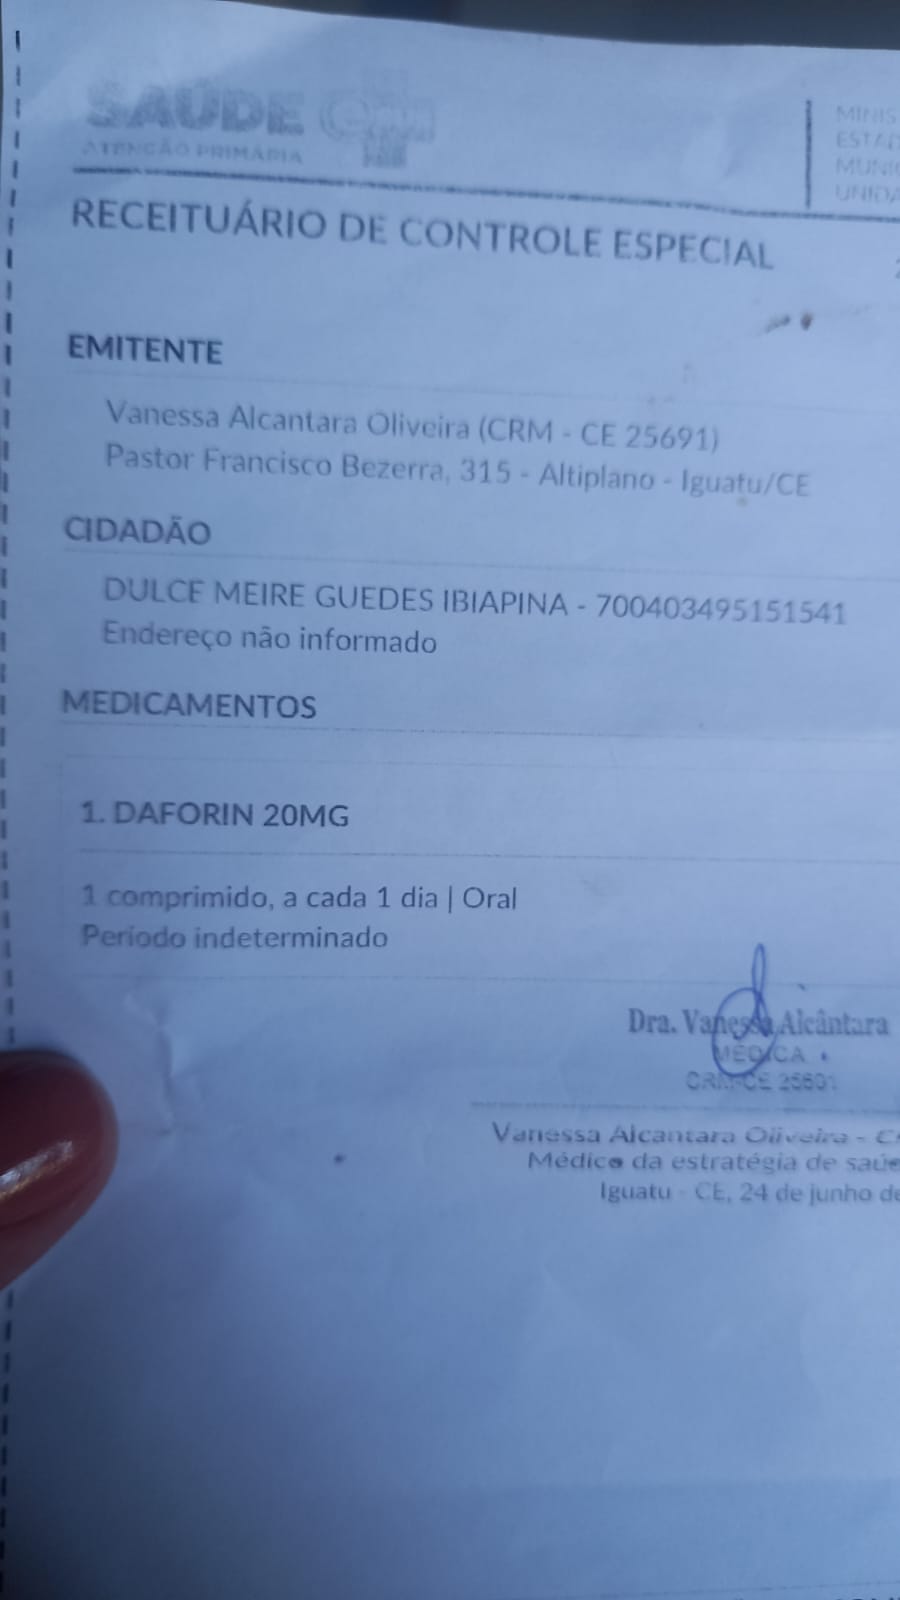 SAÚDE
ATENÇÃO PRIMÁRIA
MINIS
ESTAD
MUNIC
UNIDA
RECEITUÁRIO DE CONTROLE ESPECIAL
EMITENTE
Vanessa Alcantara Oliveira (CRM - CE 25691)
Pastor Francisco Bezerra, 315 - Altiplano - Iguatu/CE
CIDADÃO
DULCE MEIRE GUEDES IBIAPINA - 700403495151541
Endereço não informado
MEDICAMENTOS
1. DAFORIN 20MG
1 comprimido, a cada 1 dia | Oral
Período indeterminado
Dra. Vanessa Alcântara
MÉDICA
CRM-CE 25691
Vanessa Alcantara Oliveira - C
Médico da estratégia de saúde
Iguatu - CE, 24 de junho de